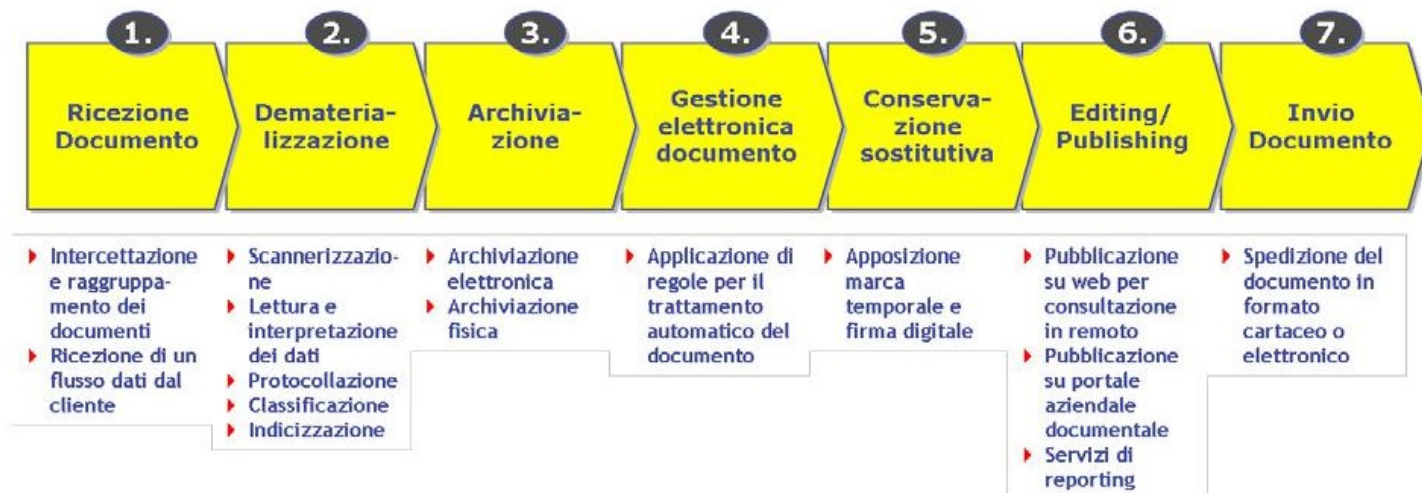 1.
Ricezione
Documento
2.
Demateria-
lizzazione
3.
Archivia-
zione
4.
Gestione
elettronica
documento
5.
Conserva-
zione
sostitutiva
6.
Editing/
Publishing
7.
Invio
Documento
Intercettazione
e raggruppa-
mento dei
documenti
Ricezione di un
flusso dati dal
cliente
Scannerizzazio-
ne
Lettura e
interpretazione
dei dati
Protocollazione
Classificazione
Indicizzazione
Archiviazione
elettronica
Archiviazione
fisica
Applicazione di
regole per il
trattamento
automatico del
documento
Apposizione
marca
temporale e
firma digitale
Pubblicazione
su web per
consultazione
in remoto
Pubblicazione
su portale
aziendale
documentale
Servizi di
reporting
Spedizione del
documento in
formato
cartaceo o
elettronico